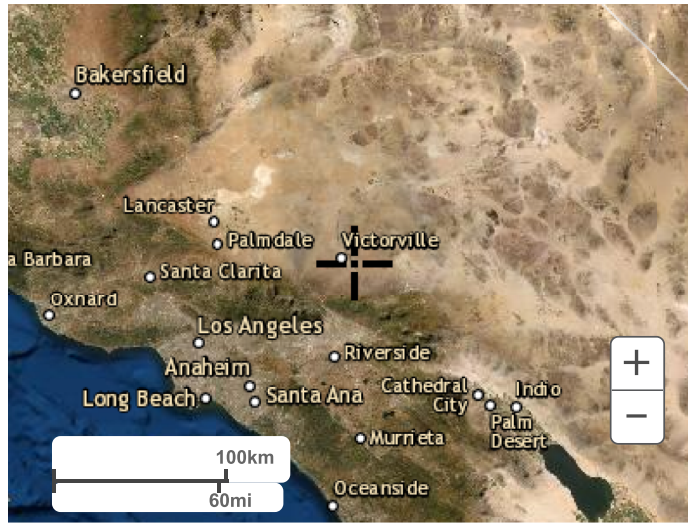 Bakersfield
Lancaster
Palmdale
Victorville
a Barbara
Santa Clarita
Oxnard
Los Angeles
Riverside
Anaheim
Cathedral
City
Indio
Long Beach
Santa Ana
Palm
Desert
Murrieta
100km
60mi
Oceanside
+
−